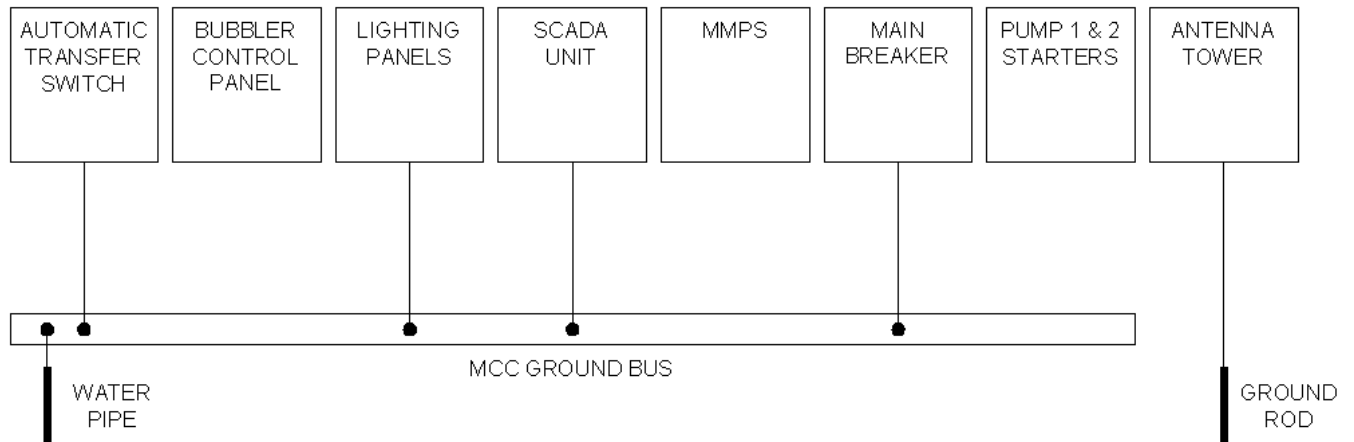 AUTOMATIC
TRANSFER
SWITCH
BUBBLER
CONTROL
PANEL
LIGHTING
PANELS
SCADA
UNIT
MMPS
MAIN
BREAKER
PUMP 1 & 2
STARTERS
ANTENNA
TOWER
MCC GROUND BUS
WATER
PIPE
GROUND
ROD